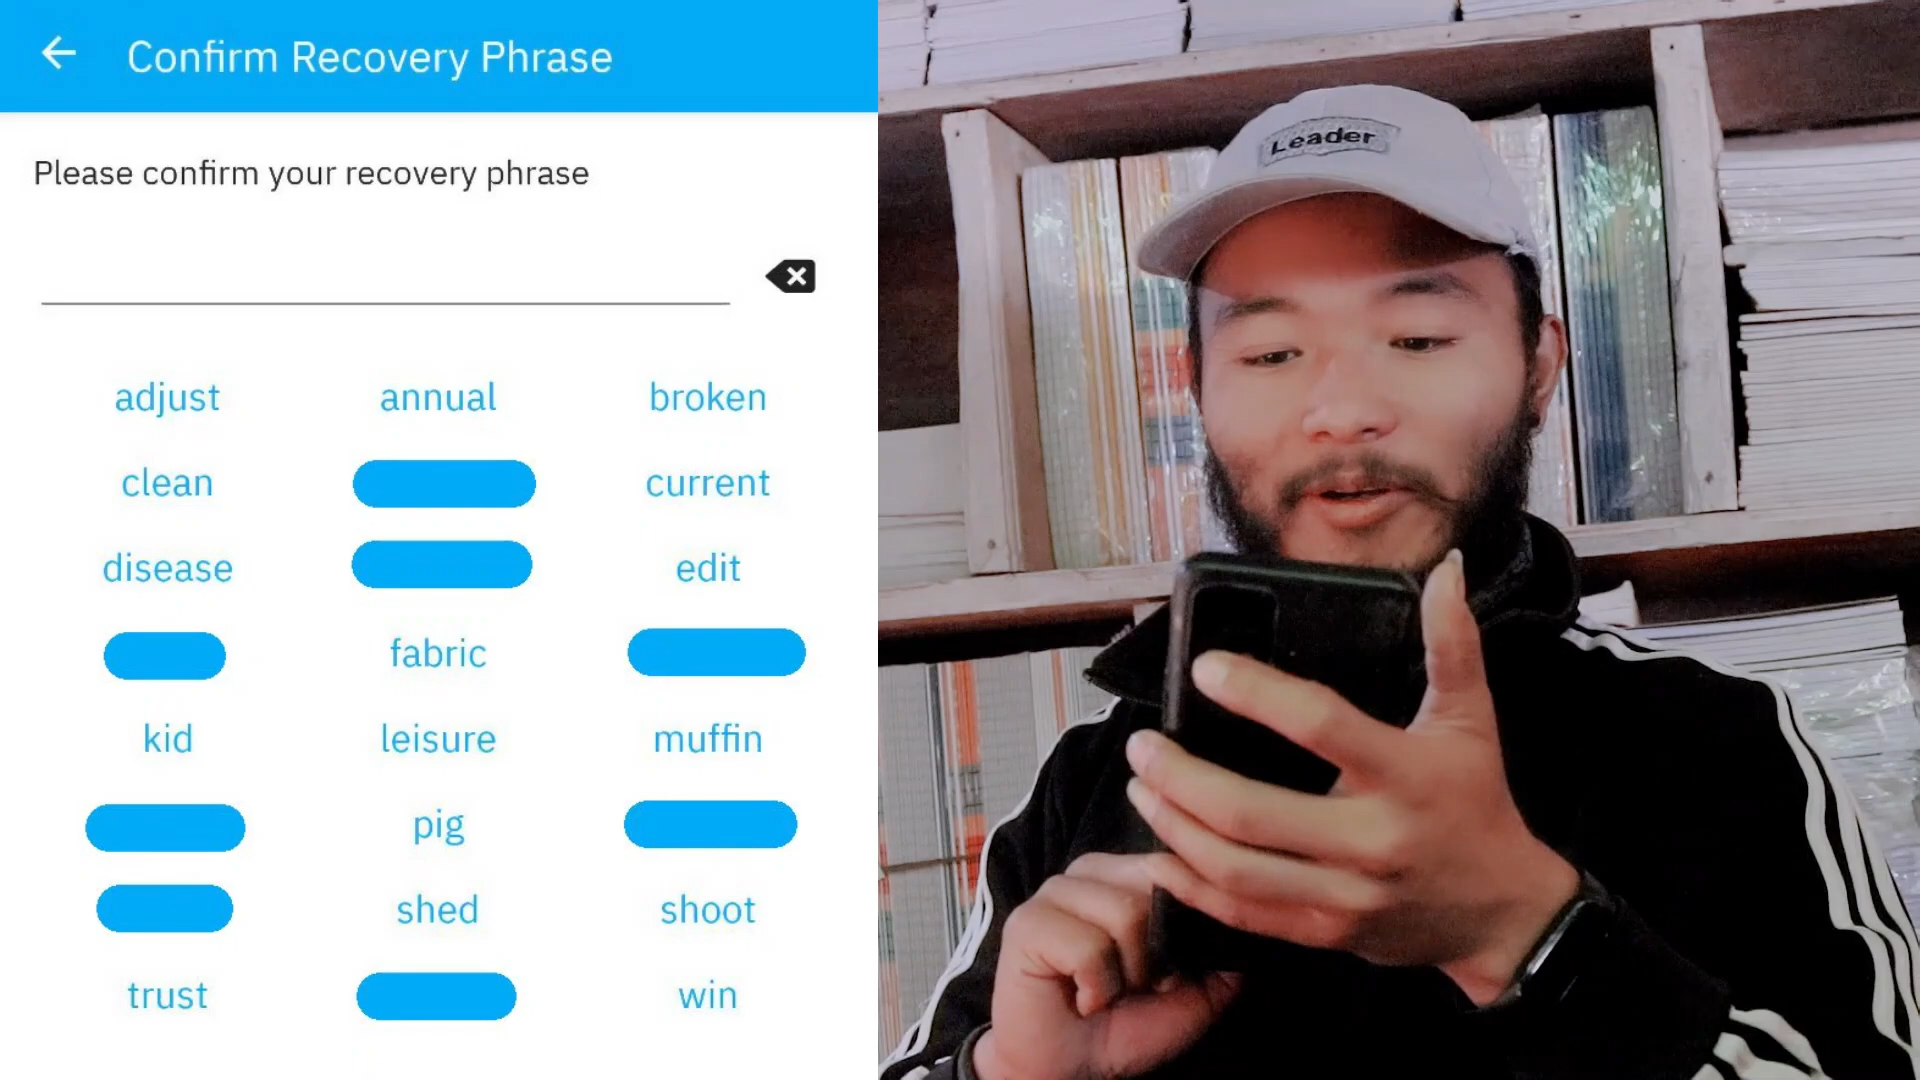 Confirm Recovery Phrase
Please confirm your recovery phrase
adjust annual broken
clean current
disease edit
fabric
kid leisure muffin
pig
shed shoot
trust win
Leader